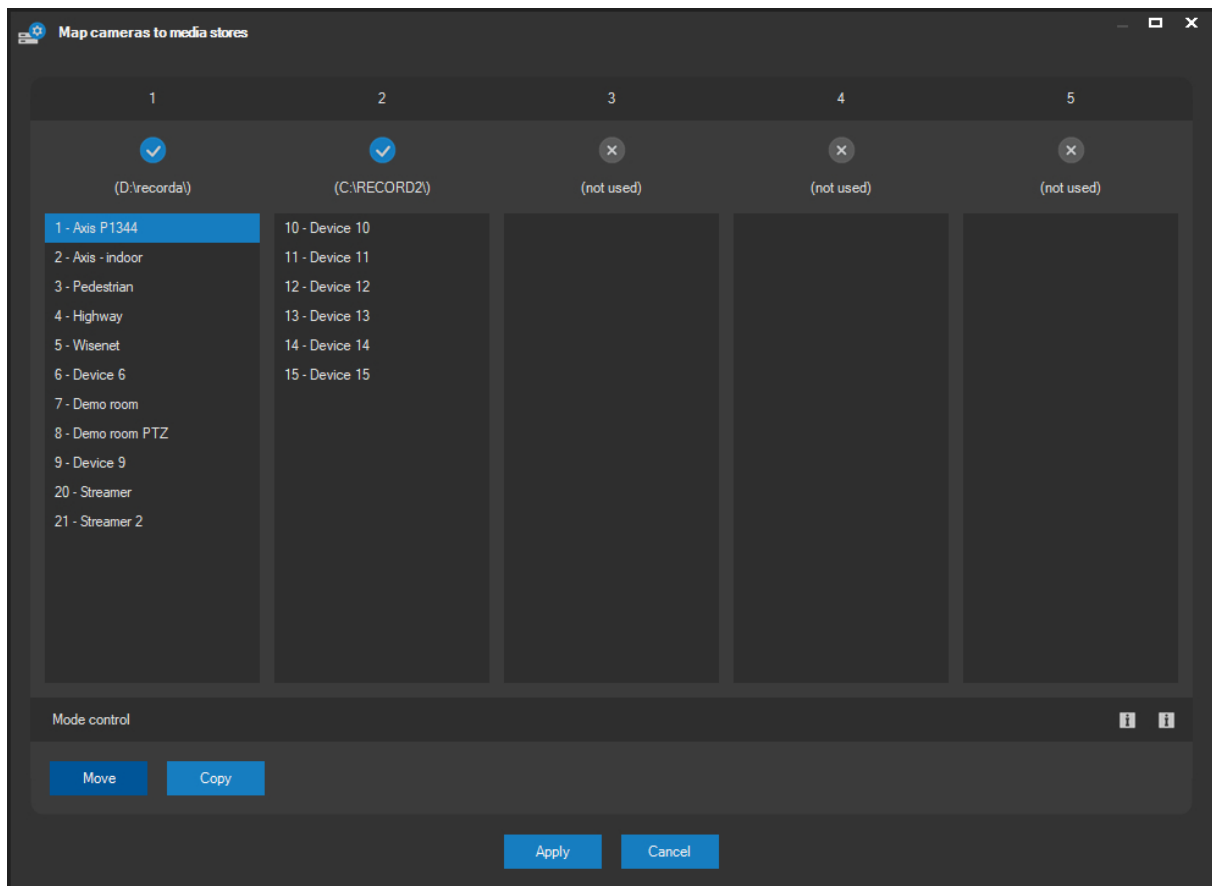 Map cameras to media stores
1 2 3 4 5
(D:\recorda\) (C:\RECORD2\) (not used) (not used) (not used)
1 - Axis P1344 10 - Device 10
2 - Axis - indoor 11 - Device 11
3 - Pedestrian 12 - Device 12
4 - Highway 13 - Device 13
5 - Wisenet 14 - Device 14
6 - Device 6 15 - Device 15
7 - Demo room
8 - Demo room PTZ
9 - Device 9
20 - Streamer
21 - Streamer 2
Mode control
Move Copy
Apply Cancel